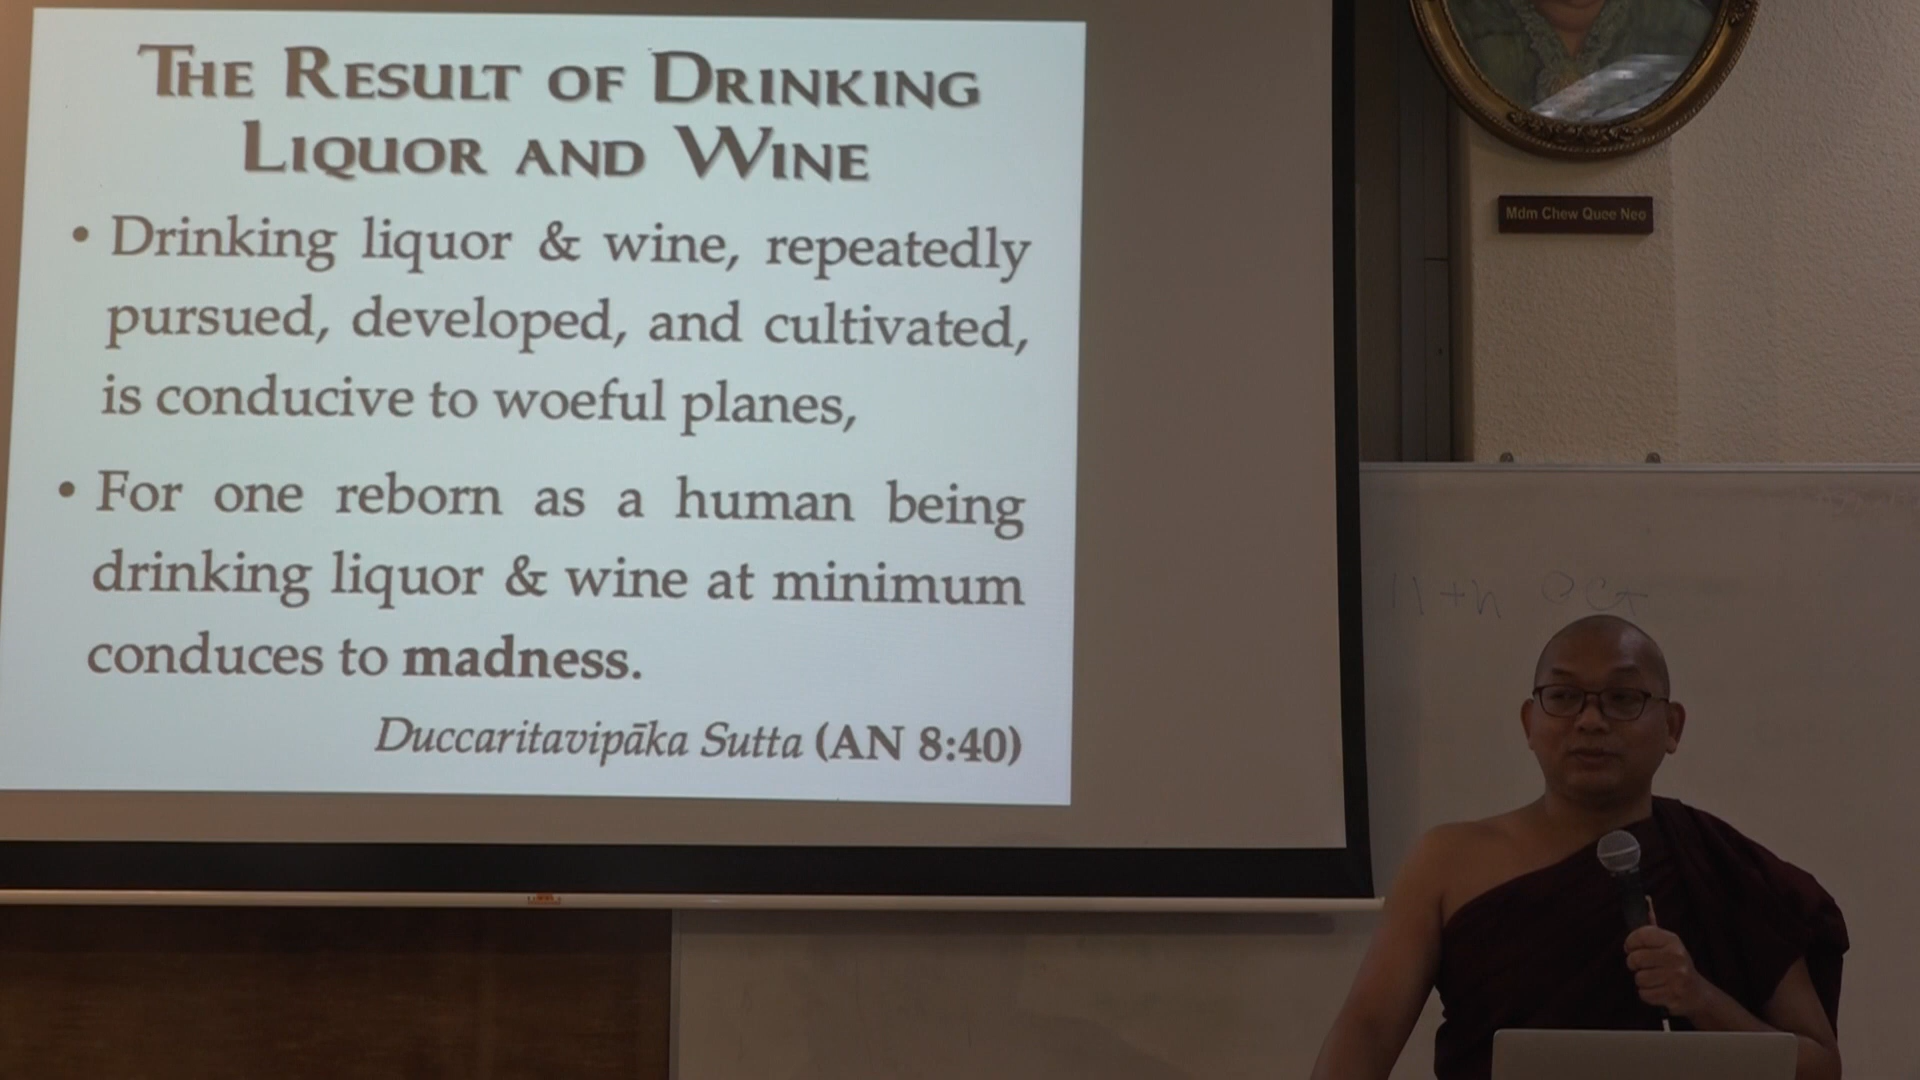 THE RESULT OF DRINKING
LIQUOR AND WINE
• Drinking liquor & wine, repeatedly
pursued, developed, and cultivated,
is conducive to woeful planes,
• For one reborn as a human being
drinking liquor & wine at minimum
conduces to madness.
Duccaritavipāka Sutta (AN 8:40)
Mdm Chew Quee Neo
11th Oct